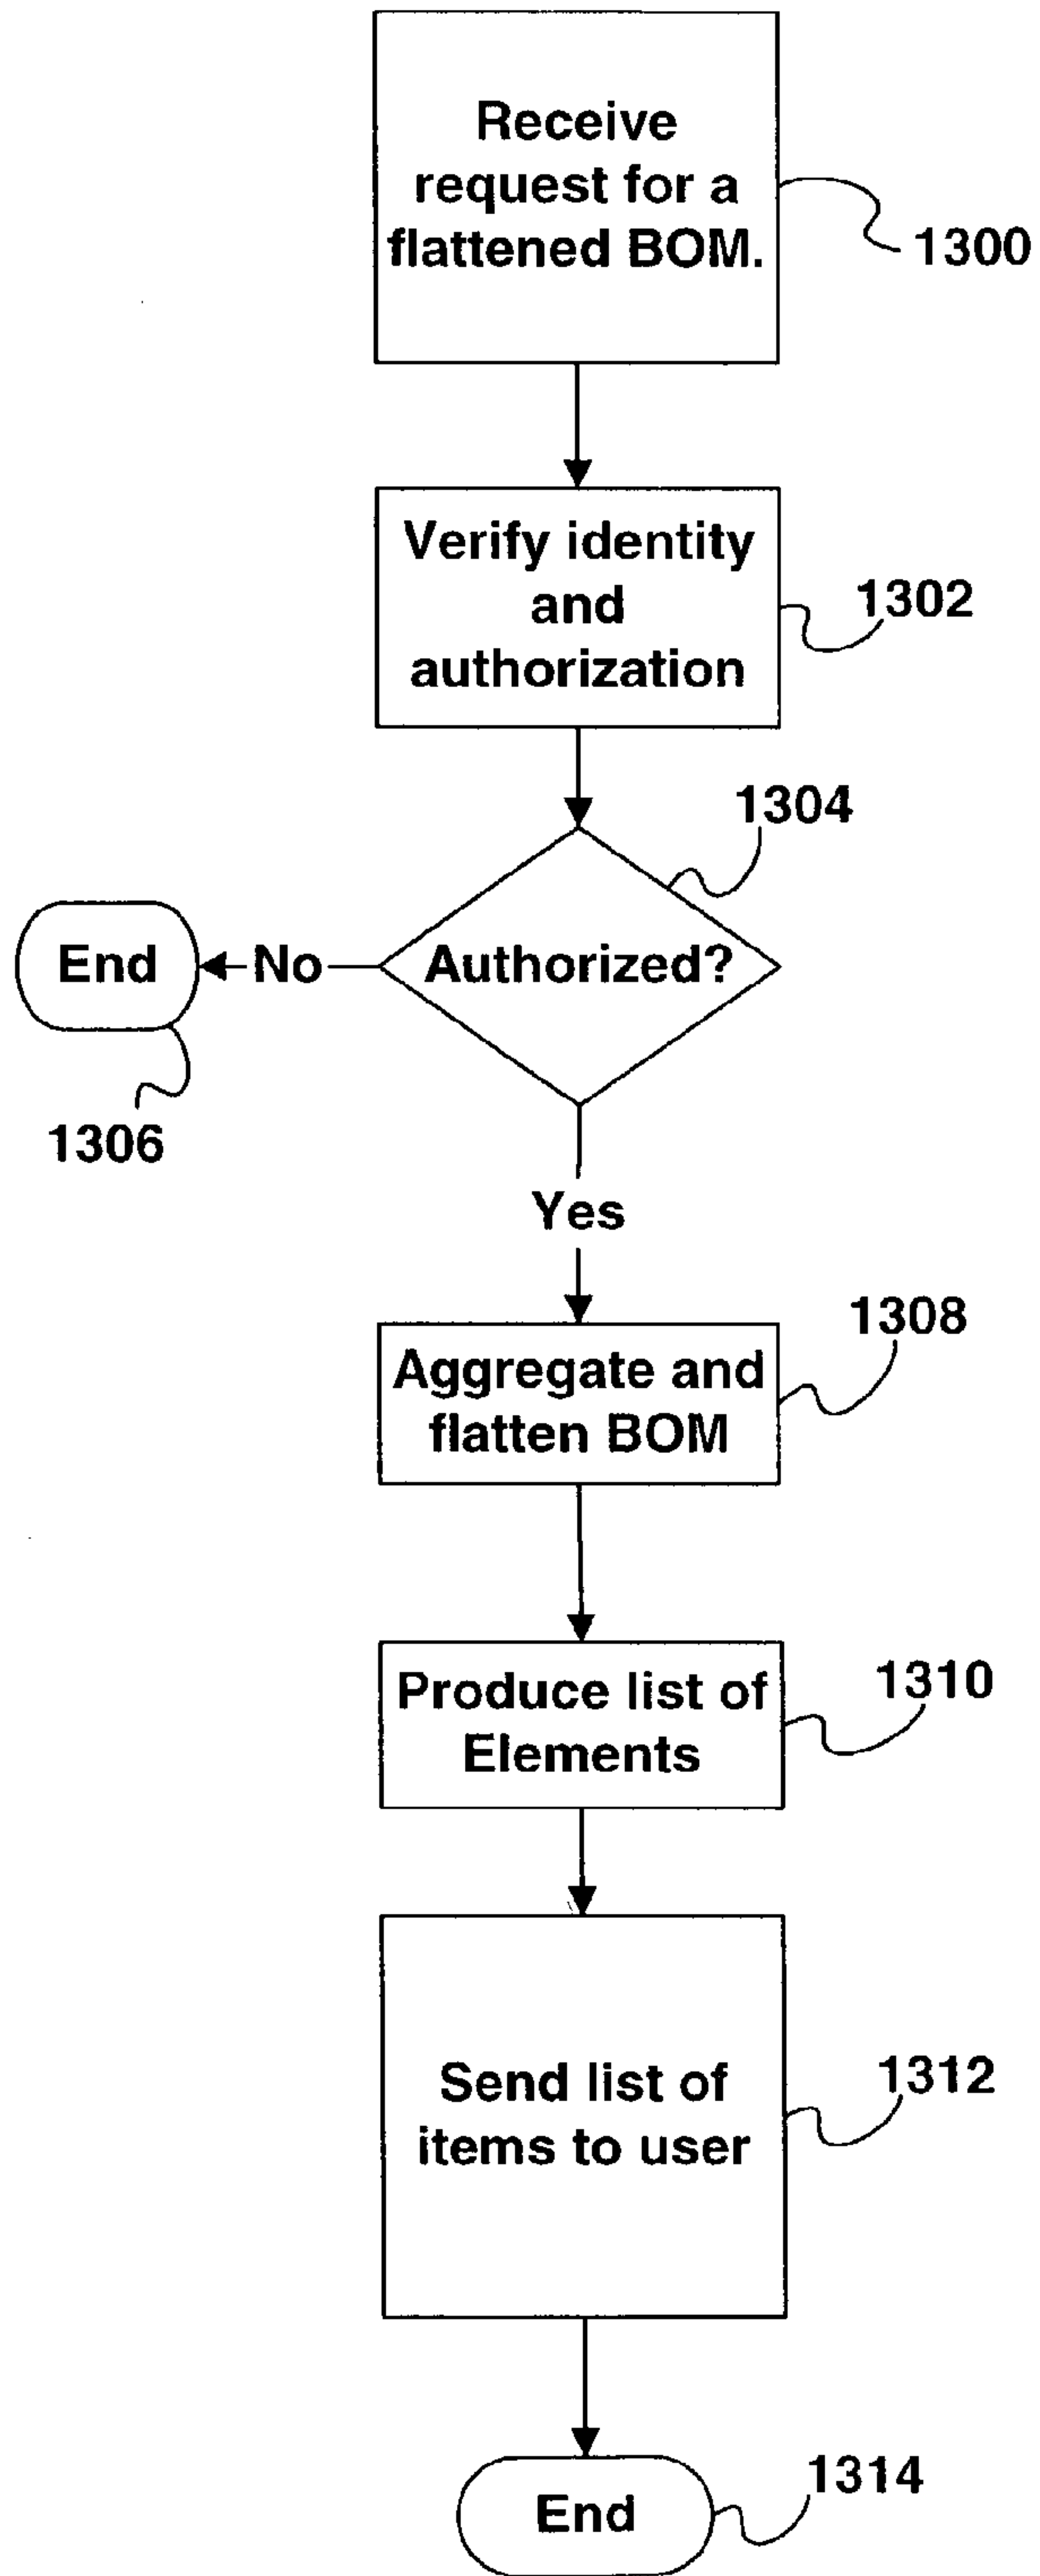 Receive
request for a
flattened BOM.
1300
Verify identity
and
authorization
1302
1304
Authorized?
No
End
1306
Yes
1308
Aggregate and
flatten BOM
1310
Produce list of
Elements
1312
Send list of
items to user
1314
End